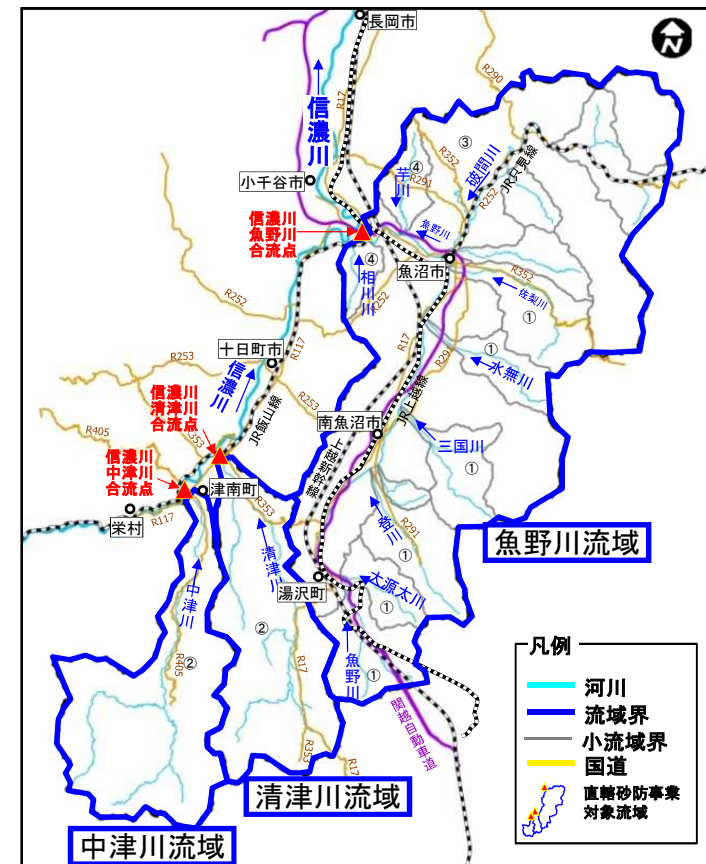 長岡市
N
R290
R17
信濃川
③
④
R352
芋川
R291
破間川
JR只見線
R252
小千谷市
信濃川
魚野川
合流点
魚野川
魚沼市
④
相川川
R252
R352
佐梨川
①
R252
R117
十日町市
R253
信濃川
JR飯山線
R253
R17
R291
①
水無川
JR上越線
南魚沼市
上越新幹線
三国川
①
信濃川
清津川
合流点
R405
R353
信濃川
中津川
合流点
津南町
R117
栄村
R353
清津川
登川
R291
①
魚野川流域
湯沢町
大源太川
①
中津川
②
②
R405
R17
魚野川
①
関越自動車道
R353
R17
清津川流域
中津川流域
凡例
河川
流域界
小流域界
国道
直轄砂防事業
対象流域